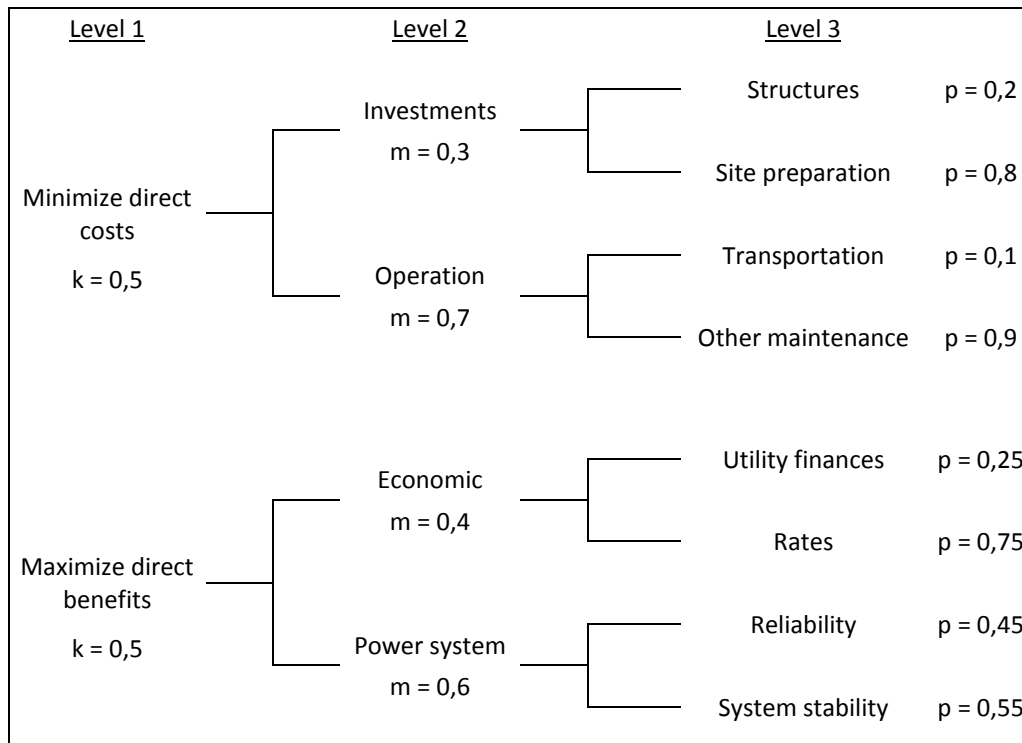 Level 1 Level 2 Level 3
Structures p = 0,2
Investments
m = 0,3
Site preparation p = 0,8
Minimize direct
costs
k = 0,5
Transportation p = 0,1
Operation
m = 0,7
Other maintenance p = 0,9
Utility finances p = 0,25
Economic
m = 0,4
Rates p = 0,75
Maximize direct
benefits
k = 0,5
Reliability p = 0,45
Power system
m = 0,6
System stability p = 0,55